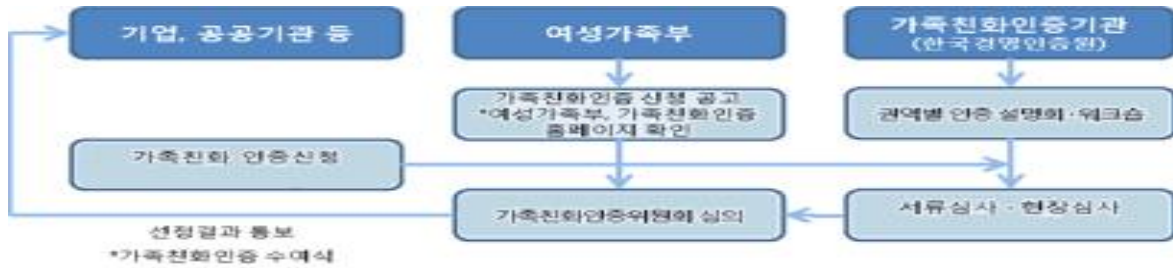 기업, 공공기관 등
여성가족부
가족친화인증기관
(한국경영인증원)
가족친화인증 신청 공고
*여성가족부, 가족친화인증
홈페이지 확인
권역별 인증 설명회·워크숍
가족친화 인증신청
가족친화인증위원회 심의
서류심사·현장심사
선정결과 통보
*가족친화인증 수여식